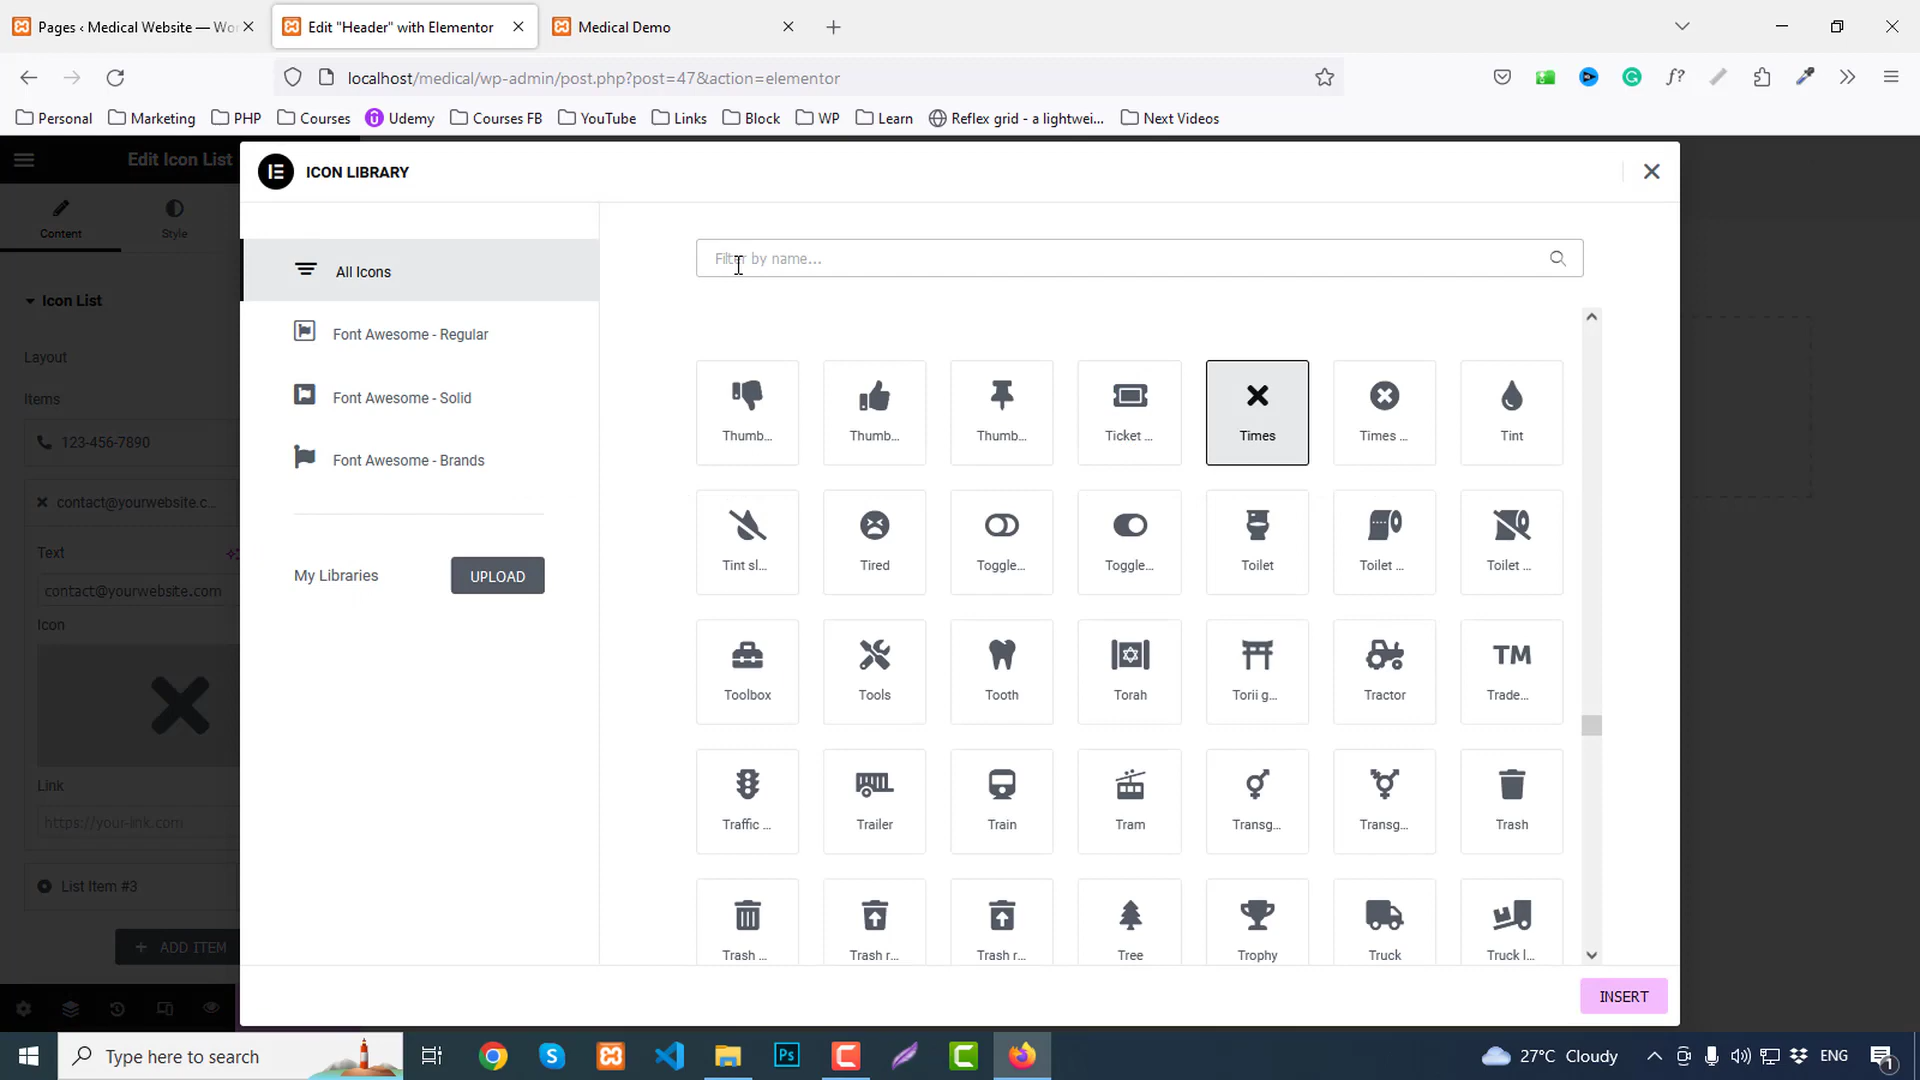 Pages ‹ Medical Website — Wor
Edit "Header" with Elementor
Medical Demo
localhost/medical/wp-admin/post.php?post=47&action=elementor
Personal
Marketing
PHP
Courses
Udemy
Courses FB
YouTube
Links
Block
WP
Learn
Reflex grid - a lightwei...
Next Videos
Edit Icon List
Content
Style
Icon List
Layout
Items
123-456-7890
contact@yourwebsite.c...
Text
contact@yourwebsite.com
Icon
Link
https://your-link.com
List Item #3
+ ADD ITEM
ICON LIBRARY
All Icons
Font Awesome - Regular
Font Awesome - Solid
Font Awesome - Brands
My Libraries
UPLOAD
Filter by name...
Thumb...
Thumb...
Thumb...
Ticket ...
Times
Times ...
Tint
Tint sl...
Tired
Toggle...
Toggle...
Toilet
Toilet ...
Toilet ...
Toolbox
Tools
Tooth
Torah
Torii g...
Tractor
TM
Trade...
Traffic ...
Trailer
Train
Tram
Transg...
Transg...
Trash
Trash ...
Trash r...
Trash r...
Tree
Trophy
Truck
Truck l...
INSERT
Type here to search
Ps
27°C Cloudy
ENG
1